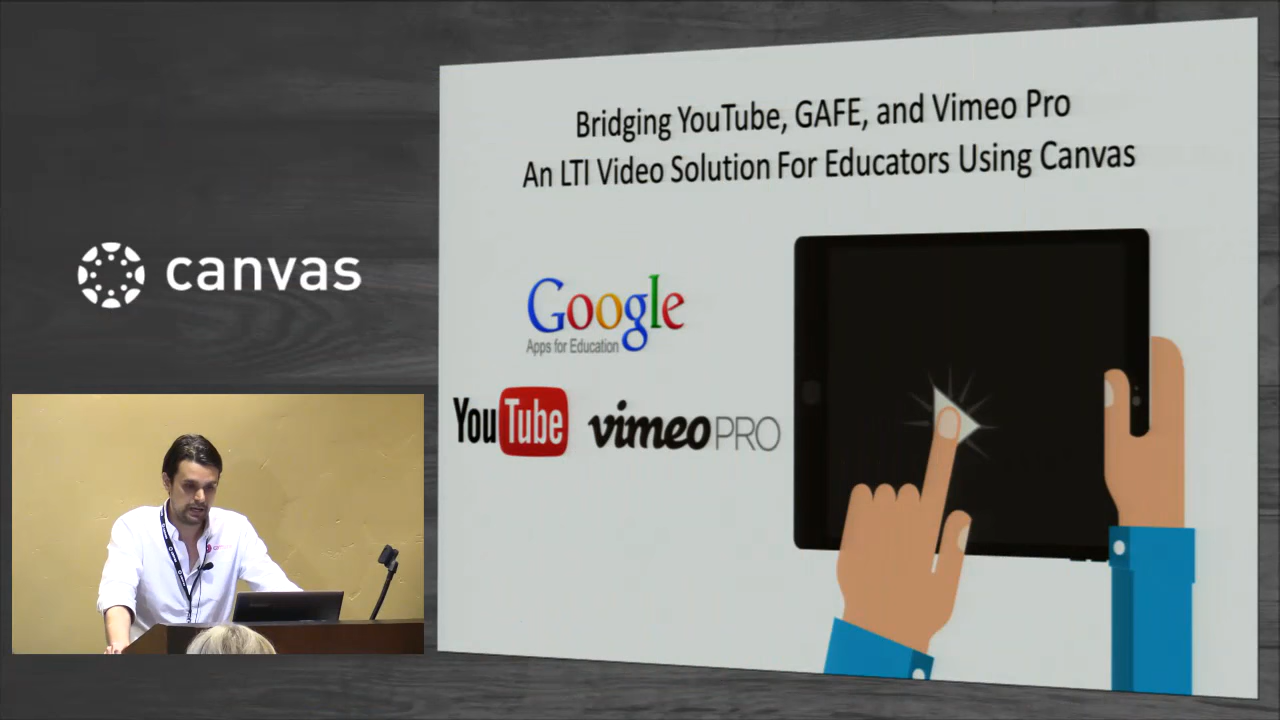 Bridging YouTube, GAFE, and Vimeo Pro
An LTI Video Solution For Educators Using Canvas
canvas
Google
Apps for Education
YouTube
vimeo PRO